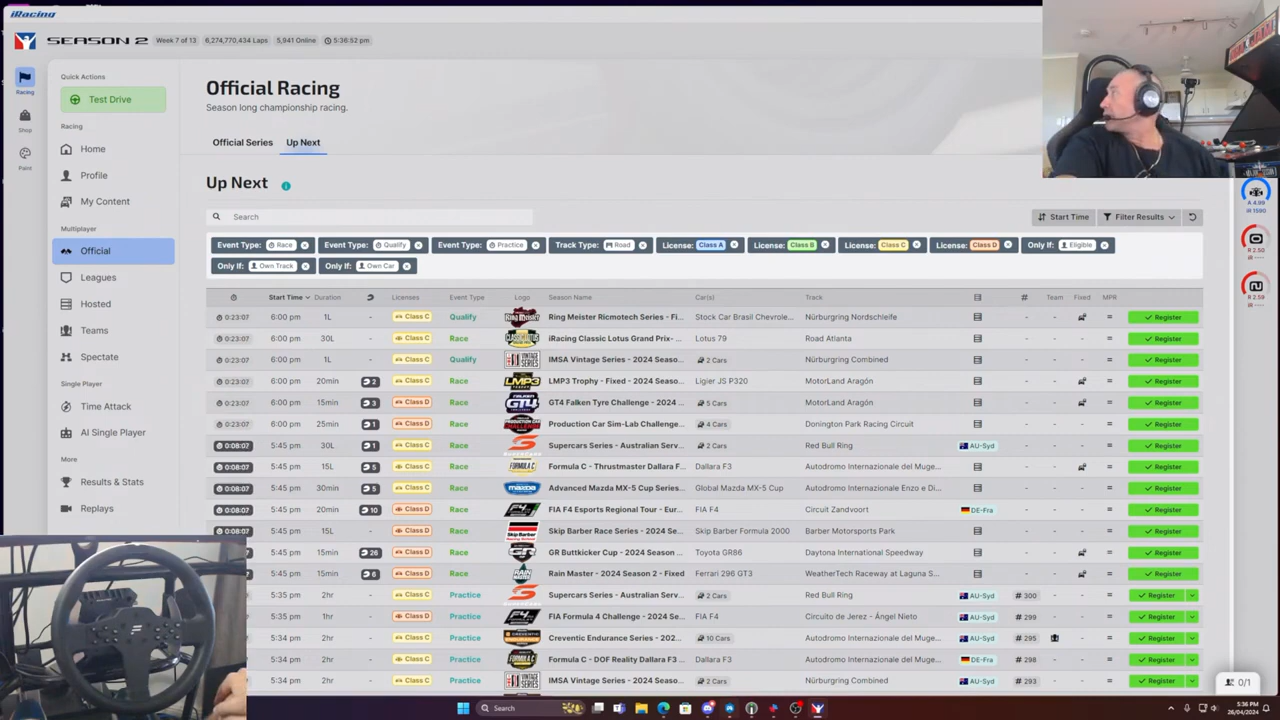 iRacing
SEASON 2 Week 7 of 13 6,274,770,434 Laps 5,941 Online 5:36:52 pm
Racing
Shop
Paint
Quick Actions
Test Drive
Racing
Home
Profile
My Content
Multiplayer
Official
Leagues
Hosted
Teams
Spectate
Single Player
Time Attack
AI Single Player
More
Results & Stats
Replays
Official Racing
Season long championship racing.
Official Series Up Next
Up Next
Search Start Time Filter Results
Event Type: Race Event Type: Qualify Event Type: Practice Track Type: Road License: Class A License: Class B License: Class C License: Class D Only If: Eligible
Only If: Own Track Only If: Own Car
Start Time Duration Licenses Event Type Logo Season Name Car(s) Track # Team Fixed MPR
0:23:07 6:00 pm 1L - Class C Qualify Ring Meister Ricmotech Series - Fi... Stock Car Brasil Chevrole... Nürburgring Nordschleife - - Register
0:23:07 6:00 pm 30L - Class C Race iRacing Classic Lotus Grand Prix- ... Lotus 79 Road Atlanta - - - Register
0:23:07 6:00 pm 1L - Class C Qualify IMSA Vintage Series - 2024 Seaso... 2 Cars Nürburgring Combined - - - Register
0:23:07 6:00 pm 20min 2 Class C Race LMP3 Trophy - Fixed - 2024 Seaso... Ligier JS P320 MotorLand Aragón - - Register
0:23:07 6:00 pm 15min 3 Class D Race GT4 Falken Tyre Challenge - 2024... 5 Cars MotorLand Aragón - - Register
0:23:07 6:00 pm 25min 1 Class D Race Production Car Sim-Lab Challenge... 4 Cars Donington Park Racing Circuit - - - Register
0:08:07 5:45 pm 30L - Class C Race Supercars Series - Australian Serv... 2 Cars Red Bull Ring AU-Syd - - - Register
0:08:07 5:45 pm 15L 5 Class C Race Formula C - Thrustmaster Dallara F... Dallara F3 Autodromo Internazionale del Muge... - - Register
0:08:07 5:45 pm 30min 5 Class C Race Advanced Mazda MX-5 Cup Series... Global Mazda MX-5 Cup Autodromo Internazionale Enzo e Di... - - - Register
0:08:07 5:45 pm 20min 10 Class D Race FIA F4 Esports Regional Tour - Eur... FIA F4 Circuit Zandvoort DE-Fra - - - Register
0:08:07 5:45 pm 15L - Class D Race Skip Barber Race Series - 2024 Se... Skip Barber Formula 2000 Barber Motorsports Park - - - Register
0:08:07 5:45 pm 15min 26 Class D Race GR Buttkicker Cup - 2024 Season ... Toyota GR86 Daytona International Speedway - - Register
0:08:07 5:45 pm 15min 6 Class D Race Rain Master - 2024 Season 2 - Fixed Ferrari 296 GT3 WeatherTech Raceway at Laguna S... - - Register
5:35 pm 2hr - Class C Practice Supercars Series - Australian Serv... 2 Cars Red Bull Ring AU-Syd # 300 - - Register
5:35 pm 1hr - Class D Practice FIA Formula 4 Challenge - 2024 Se... FIA F4 Circuito de Jerez - Ángel Nieto AU-Syd # 299 - - Register
5:34 pm 2hr - Class C Practice Creventic Endurance Series - 202... 10 Cars Autodromo Internazionale del Muge... AU-Syd # 295 - Register
5:34 pm 2hr - Class C Practice Formula C - DOF Reality Dallara F3... Dallara F3 Autodromo Internazionale del Muge... DE-Fra # 298 - - Register
5:34 pm 2hr - Class C Practice IMSA Vintage Series - 2024 Seaso... 2 Cars Nürburgring Combined AU-Syd # 293 - - Register
A 4.99
iR 1590
R 2.50
R 2.59
0/1
Search
5:36 PM
26/04/2024